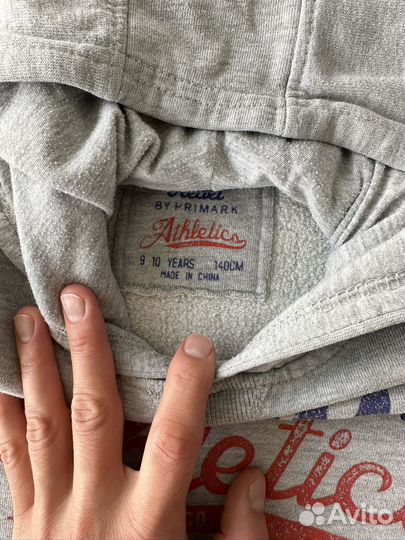 BY PRIMARK
Athletics
9 10 YEARS 140CM
MADE IN CHINA
Avito